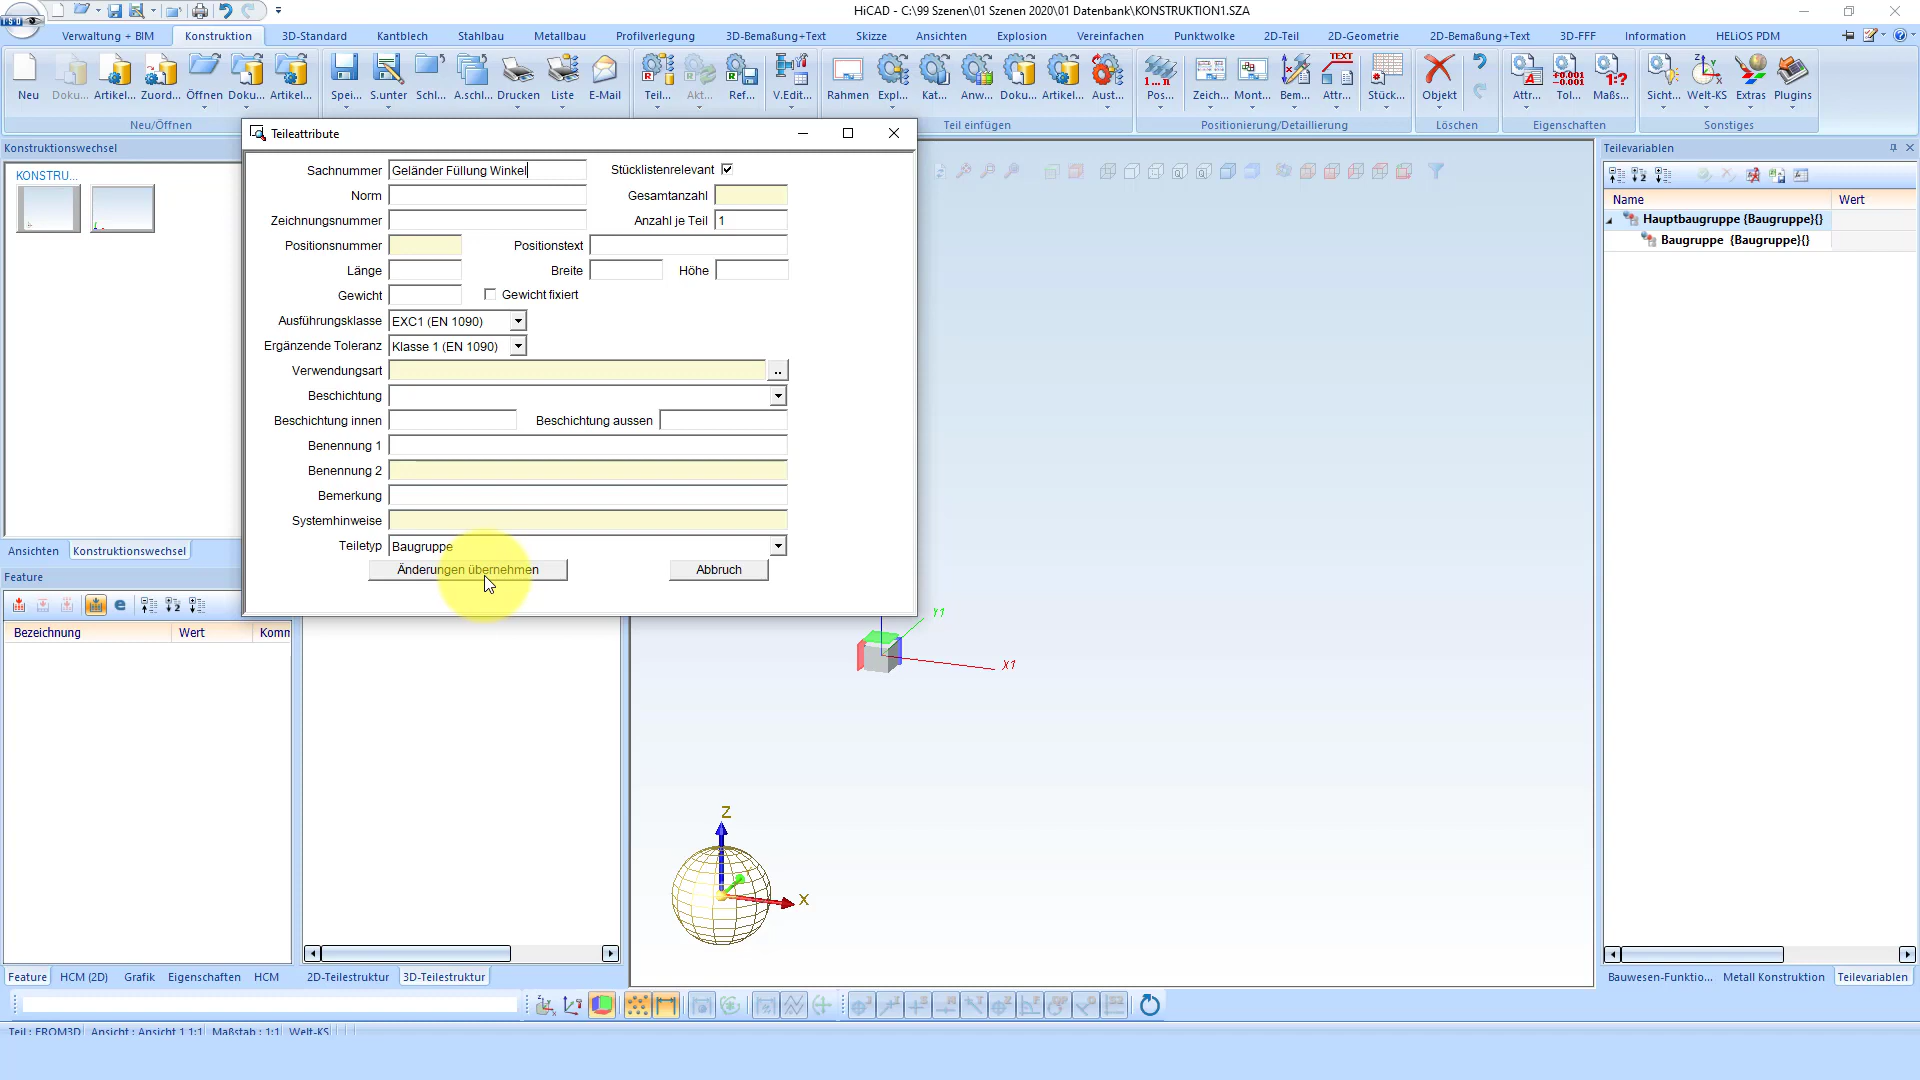 HiCAD - C:\99 Szenen\01 Szenen 2020\01 Datenbank\KONSTRUKTION1.SZA
ISD
Verwaltung + BIM
Konstruktion
3D-Standard
Kantblech
Stahlbau
Metallbau
Profilverlegung
3D-Bemaßung+Text
Skizze
Ansichten
Explosion
Vereinfachen
Punktwolke
2D-Teil
2D-Geometrie
2D-Bemaßung+Text
3D-FFF
Information
HELiOS PDM
Neu
Doku...
Artikel...
Zuord...
Öffnen
Doku...
Artikel...
Spei...
S.unter
Schl...
A.schl...
Drucken
Liste
E-Mail
Teil...
Akt...
Ref...
V.Edit...
Rahmen
Expl...
Kat...
Anw...
Doku...
Artikel...
Aust...
Pos...
Zeich...
Mont...
Bem...
Attr...
Stück...
Objekt
Attr...
Tol...
Maßs...
Sicht...
Welt-KS
Extras
Plugins
Neu/Öffnen
Teil einfügen
Positionierung/Detaillierung
Löschen
Eigenschaften
Sonstiges
Konstruktionswechsel
KONSTRU...
Ansichten
Konstruktionswechsel
Teileattribute
Sachnummer
Geländer Füllung Winkel
Stücklistenrelevant
Norm
Gesamtanzahl
Zeichnungsnummer
Anzahl je Teil
1
Positionsnummer
Positionstext
Länge
Breite
Höhe
Gewicht
Gewicht fixiert
Ausführungsklasse
EXC1 (EN 1090)
Ergänzende Toleranz
Klasse 1 (EN 1090)
Verwendungsart
..
Beschichtung
Beschichtung innen
Beschichtung aussen
Benennung 1
Benennung 2
Bemerkung
Systemhinweise
Teiletyp
Baugruppe
Änderungen übernehmen
Abbruch
Teilevariablen
Name
Wert
Hauptbaugruppe {Baugruppe}{}
Baugruppe {Baugruppe}{}
Feature
Bezeichnung
Wert
Komm
Y1
X1
Z
X
Feature
HCM (2D)
Grafik
Eigenschaften
HCM
2D-Teilestruktur
3D-Teilestruktur
Bauwesen-Funktio...
Metall Konstruktion
Teilevariablen
Teil : FROM3D
Ansicht : Ansicht 1 1:1
Maßstab : 1:1
Welt-KS